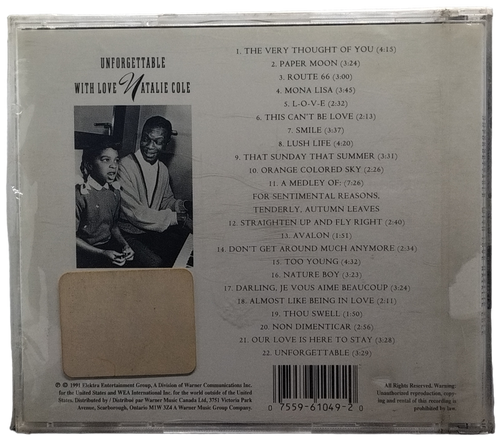 UNFORGETTABLE
WITH LOVE NATALIE COLE
1. THE VERY THOUGHT OF YOU (4:15)
2. PAPER MOON (3:24)
3. ROUTE 66 (3:00)
4. MONA LISA (3:45)
5. L-O-V-E (2:32)
6. THIS CAN'T BE LOVE (2:13)
7. SMILE (3:37)
8. LUSH LIFE (4:20)
9. THAT SUNDAY THAT SUMMER (3:31)
10. ORANGE COLORED SKY (2:26)
11. A MEDLEY OF: (7:26)
FOR SENTIMENTAL REASONS,
TENDERLY, AUTUMN LEAVES
12. STRAIGHTEN UP AND FLY RIGHT (2:40)
13. AVALON (1:51)
14. DON'T GET AROUND MUCH ANYMORE (2:34)
15. TOO YOUNG (4:32)
16. NATURE BOY (3:23)
17. DARLING, JE VOUS AIME BEAUCOUP (3:24)
18. ALMOST LIKE BEING IN LOVE (2:11)
19. THOU SWELL (1:50)
20. NON DIMENTICAR (2:56)
21. OUR LOVE IS HERE TO STAY (3:28)
22. UNFORGETTABLE (3:29)
℗ © 1991 Elektra Entertainment Group, A Division of Warner Communications Inc.
for the United States and WEA International Inc. for the world outside of the United
States. Distributed by / Distribué par Warner Music Canada Ltd, 3751 Victoria Park
Avenue, Scarborough, Ontario M1W 3Z4 A Warner Music Group Company.
0 7559-61049-2 0
All Rights Reserved. Warning:
Unauthorized reproduction, copy-
ing and rental of this recording is
prohibited by law.